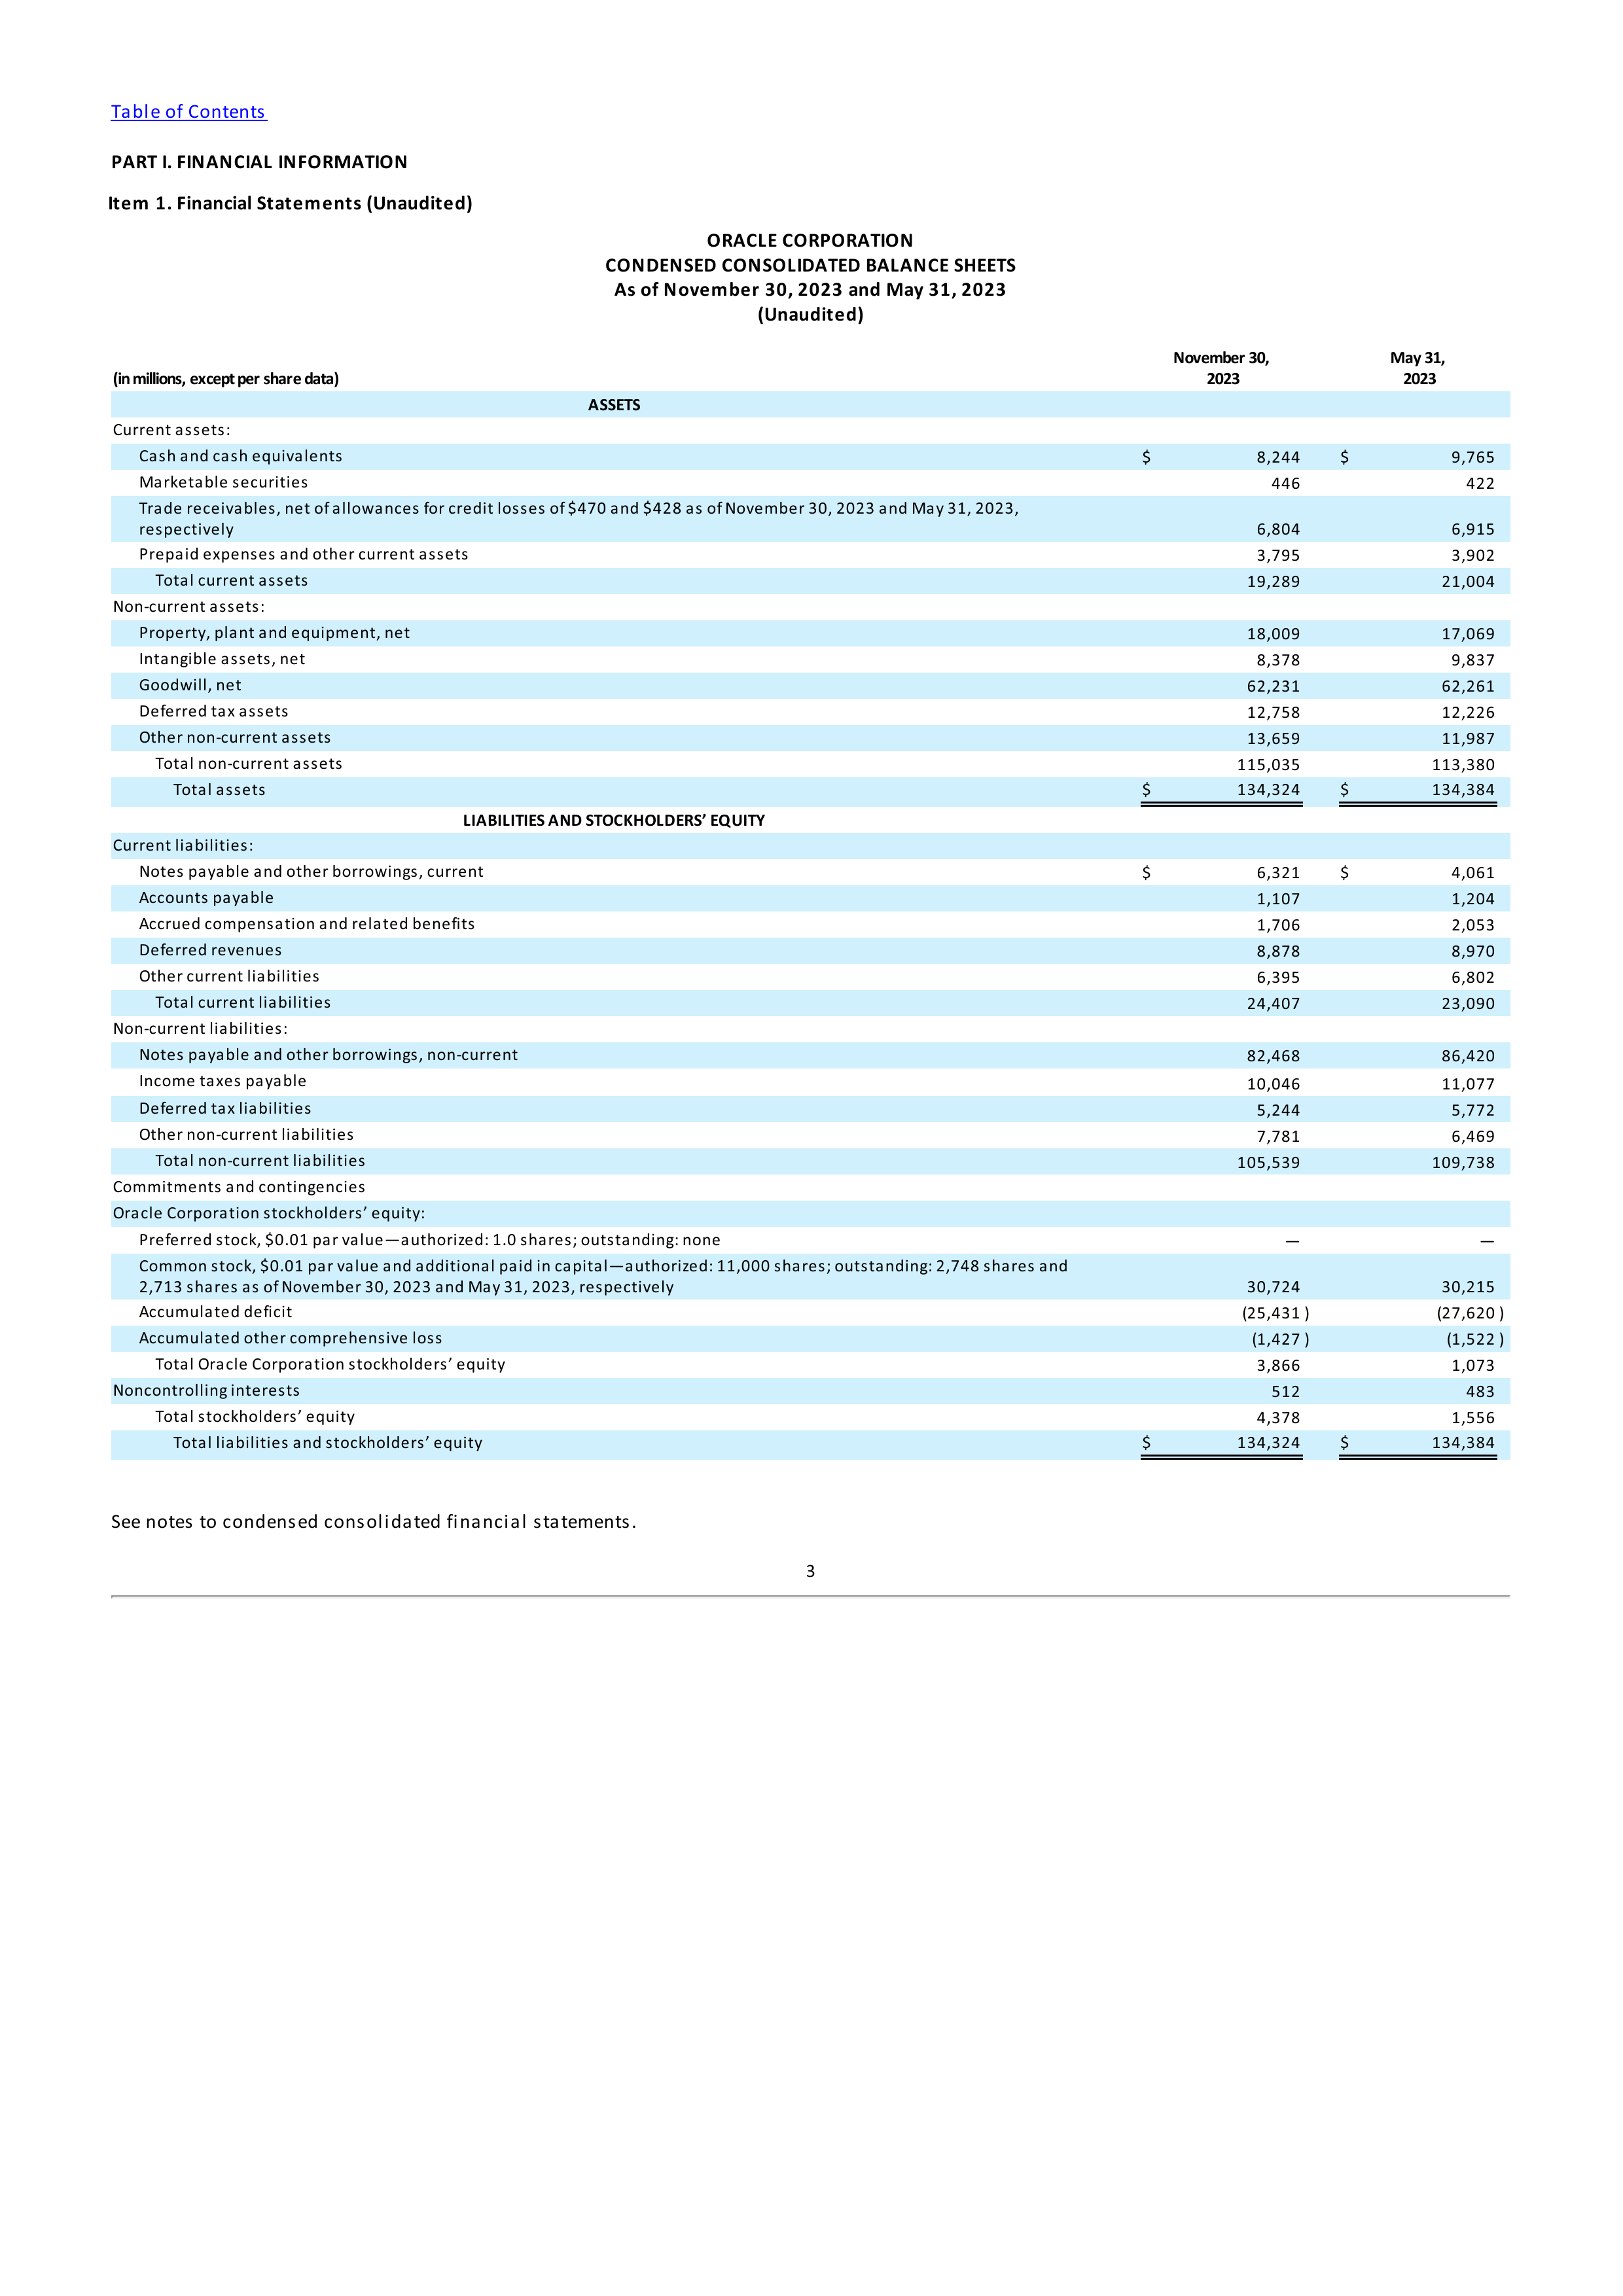 Table of Contents
PART I. FINANCIAL INFORMATION
Item 1. Financial Statements (Unaudited)
ORACLE CORPORATION
CONDENSED CONSOLIDATED BALANCE SHEETS
As of November 30, 2023 and May 31, 2023
(Unaudited)
November 30, May 31,
(in millions, except per share data) 2023 2023
ASSETS
Current assets:
Cash and cash equivalents $ 8,244 $ 9,765
Marketable securities 446 422
Trade receivables, net of allowances for credit losses of $470 and $428 as of November 30, 2023 and May 31, 2023,
respectively 6,804 6,915
Prepaid expenses and other current assets 3,795 3,902
Total current assets 19,289 21,004
Non-current assets:
Property, plant and equipment, net 18,009 17,069
Intangible assets, net 8,378 9,837
Goodwill, net 62,231 62,261
Deferred tax assets 12,758 12,226
Other non-current assets 13,659 11,987
Total non-current assets 115,035 113,380
Total assets $ 134,324 $ 134,384
LIABILITIES AND STOCKHOLDERS’ EQUITY
Current liabilities:
Notes payable and other borrowings, current $ 6,321 $ 4,061
Accounts payable 1,107 1,204
Accrued compensation and related benefits 1,706 2,053
Deferred revenues 8,878 8,970
Other current liabilities 6,395 6,802
Total current liabilities 24,407 23,090
Non-current liabilities:
Notes payable and other borrowings, non-current 82,468 86,420
Income taxes payable 10,046 11,077
Deferred tax liabilities 5,244 5,772
Other non-current liabilities 7,781 6,469
Total non-current liabilities 105,539 109,738
Commitments and contingencies
Oracle Corporation stockholders’ equity:
Preferred stock, $0.01 par value—authorized: 1.0 shares; outstanding: none — —
Common stock, $0.01 par value and additional paid in capital—authorized: 11,000 shares; outstanding: 2,748 shares and
2,713 shares as of November 30, 2023 and May 31, 2023, respectively 30,724 30,215
Accumulated deficit (25,431 ) (27,620 )
Accumulated other comprehensive loss (1,427 ) (1,522 )
Total Oracle Corporation stockholders’ equity 3,866 1,073
Noncontrolling interests 512 483
Total stockholders’ equity 4,378 1,556
Total liabilities and stockholders’ equity $ 134,324 $ 134,384
See notes to condensed consolidated financial statements.
3